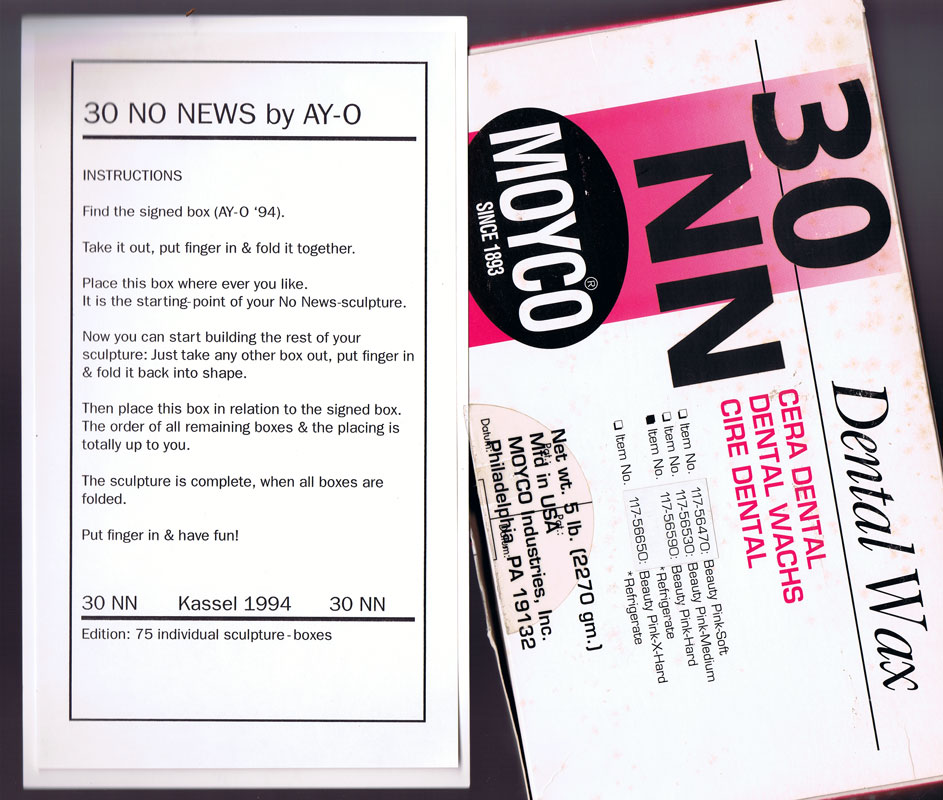 30 NO NEWS by AY-O
INSTRUCTIONS
Find the signed box (AY-O ‘94).
Take it out, put finger in & fold it together.
Place this box where ever you like.
It is the starting-point of your No News-sculpture.
Now you can start building the rest of your
sculpture: Just take any other box out, put finger in
& fold it back into shape.
Then place this box in relation to the signed box.
The order of all remaining boxes & the placing is
totally up to you.
The sculpture is complete, when all boxes are
folded.
Put finger in & have fun!
30 NN Kassel 1994 30 NN
Edition: 75 individual sculpture-boxes
30
NN
MOYCO®
SINCE 1893
Dental Wax
CERA DENTAL
DENTAL WACHS
CIRE DENTAL
Item No. 117-56470: Beauty Pink-Soft
Item No. 117-56530: Beauty Pink-Medium
Item No. 117-56590: Beauty Pink-Hard
*Refrigerate
Item No. 117-56650: Beauty Pink-X-Hard
*Refrigerate
Net wt. 5 lb. (2270 gm.)
Mfd in USA
MOYCO Industries, Inc.
Philadelphia, PA 19132
Datum: